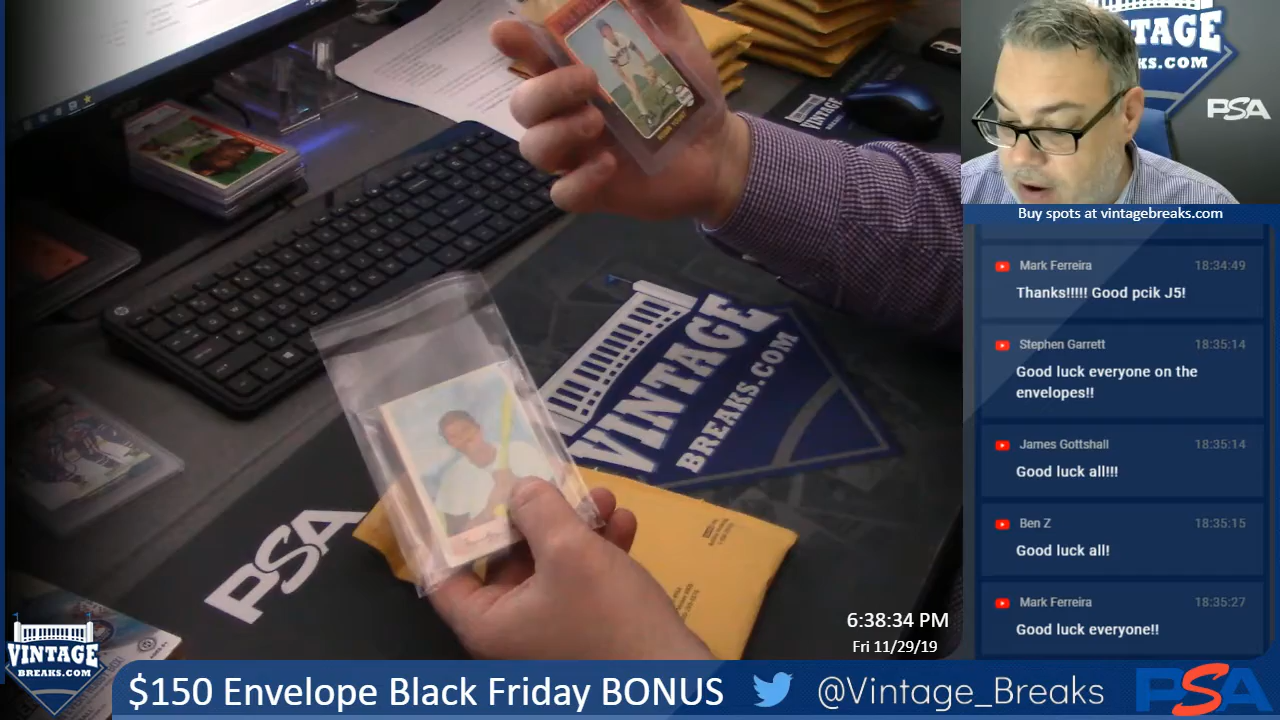 VINTAGE
BREAKS.COM
TAGE
KS.COM
PSA
Buy spots at vintagebreaks.com
Mark Ferreira 18:34:49
Thanks!!!!! Good pcik J5!
Stephen Garrett 18:35:14
Good luck everyone on the
envelopes!!
James Gottshall 18:35:14
Good luck all!!!
Ben Z 18:35:15
Good luck all!
Mark Ferreira 18:35:27
Good luck everyone!!
VINTAGE
BREAKS.COM
PSA
6:38:34 PM
Fri 11/29/19
VINTAGE
BREAKS.COM
$150 Envelope Black Friday BONUS
@Vintage_Breaks
PSA